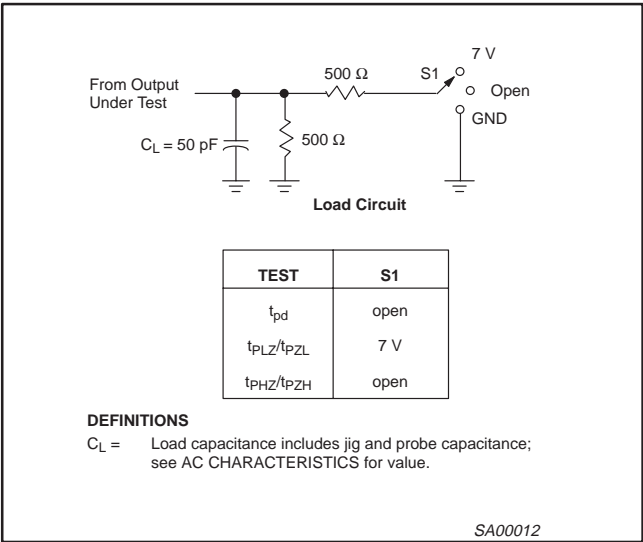 7 V
500 Ω
S1
From Output
Open
Under Test
GND
C_L = 50 pF
500 Ω
Load Circuit
TEST S1
t_pd open
t_PLZ/t_PZL 7 V
t_PHZ/t_PZH open
DEFINITIONS
C_L = Load capacitance includes jig and probe capacitance;
see AC CHARACTERISTICS for value.
SA00012